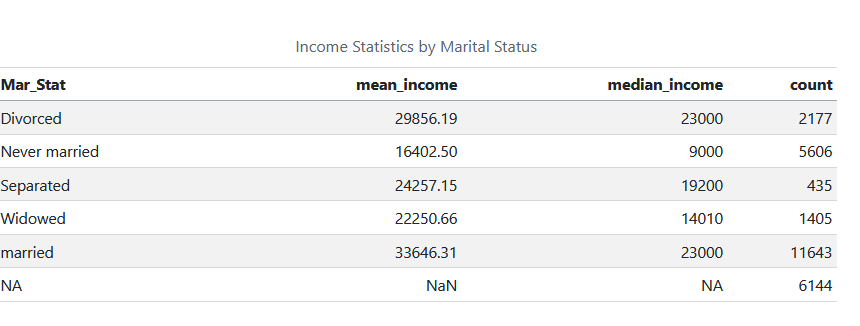 Income Statistics by Marital Status
Mar_Stat mean_income median_income count
Divorced 29856.19 23000 2177
Never married 16402.50 9000 5606
Separated 24257.15 19200 435
Widowed 22250.66 14010 1405
married 33646.31 23000 11643
NA NaN NA 6144